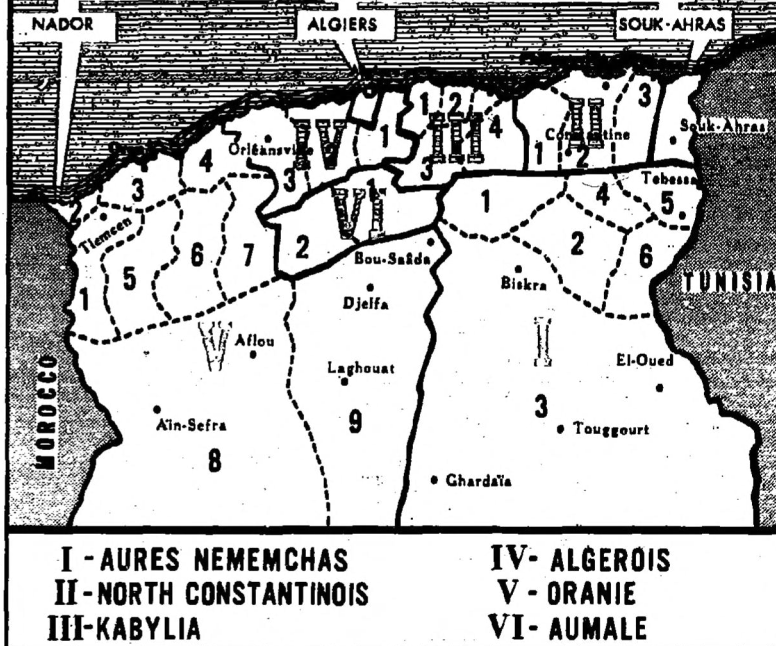 NADOR ALGIERS SOUK-AHRAS
1 2 4 3
Orléansville IV 1 III Constantine II Souk-Ahras
4 3 3 1 2
3 Tebessa
2 1 4 5
Tlemcen VI 1
6 7 2 2 6
1 5 Bou-Saâda Biskra TUNISIA
Djelfa
V Aflou I El-Oued
Laghouat
MOROCCO Aïn-Sefra 9 3 Touggourt
8
Ghardaïa
I - AURES NEMEMCHAS
II - NORTH CONSTANTINOIS
III - KABYLIA
IV - ALGEROIS
V - ORANIE
VI - AUMALE